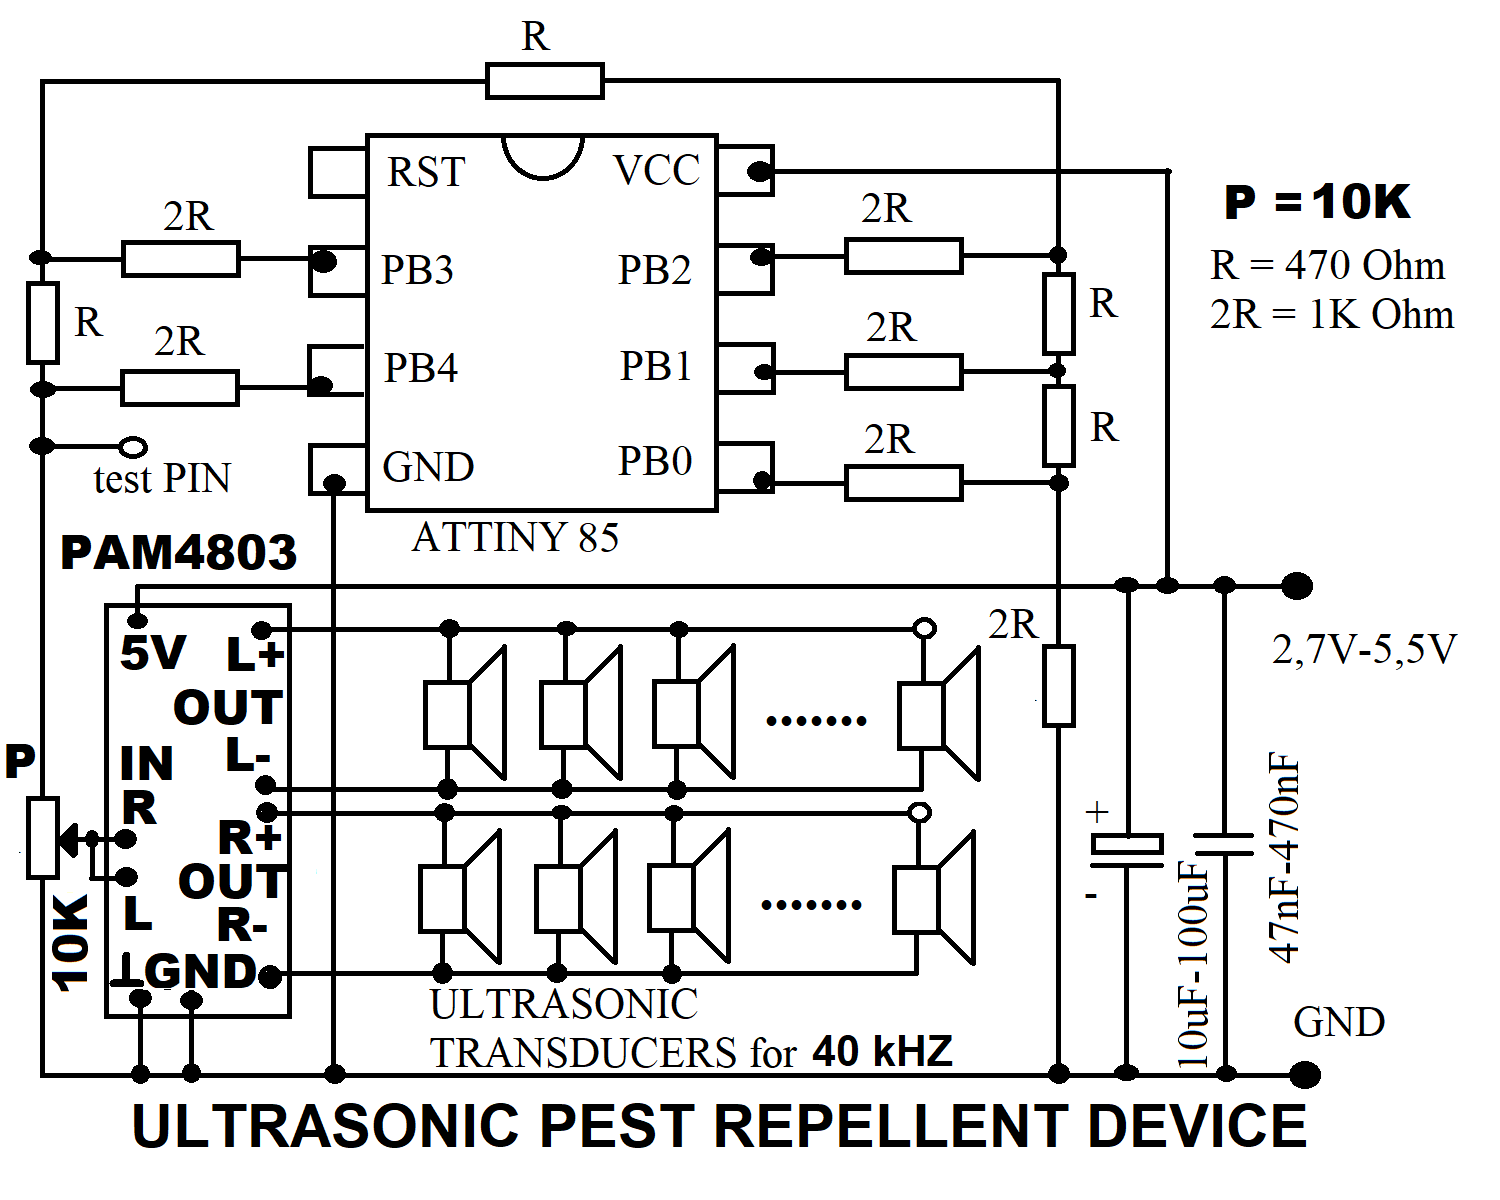 R
RST
VCC
P = 10K
R = 470 Ohm
2R = 1K Ohm
2R
2R
PB3
PB2
R
R
2R
2R
PB4
PB1
R
2R
test PIN
GND
PB0
ATTINY 85
PAM4803
2R
5V
L+
OUT
L-
2,7V-5,5V
P
IN
R
.......
R+
OUT
R-
L
10K
⊥GND
.......
+
-
10uF-100uF
47nF-470nF
ULTRASONIC
TRANSDUCERS for 40 kHZ
GND
ULTRASONIC PEST REPELLENT DEVICE